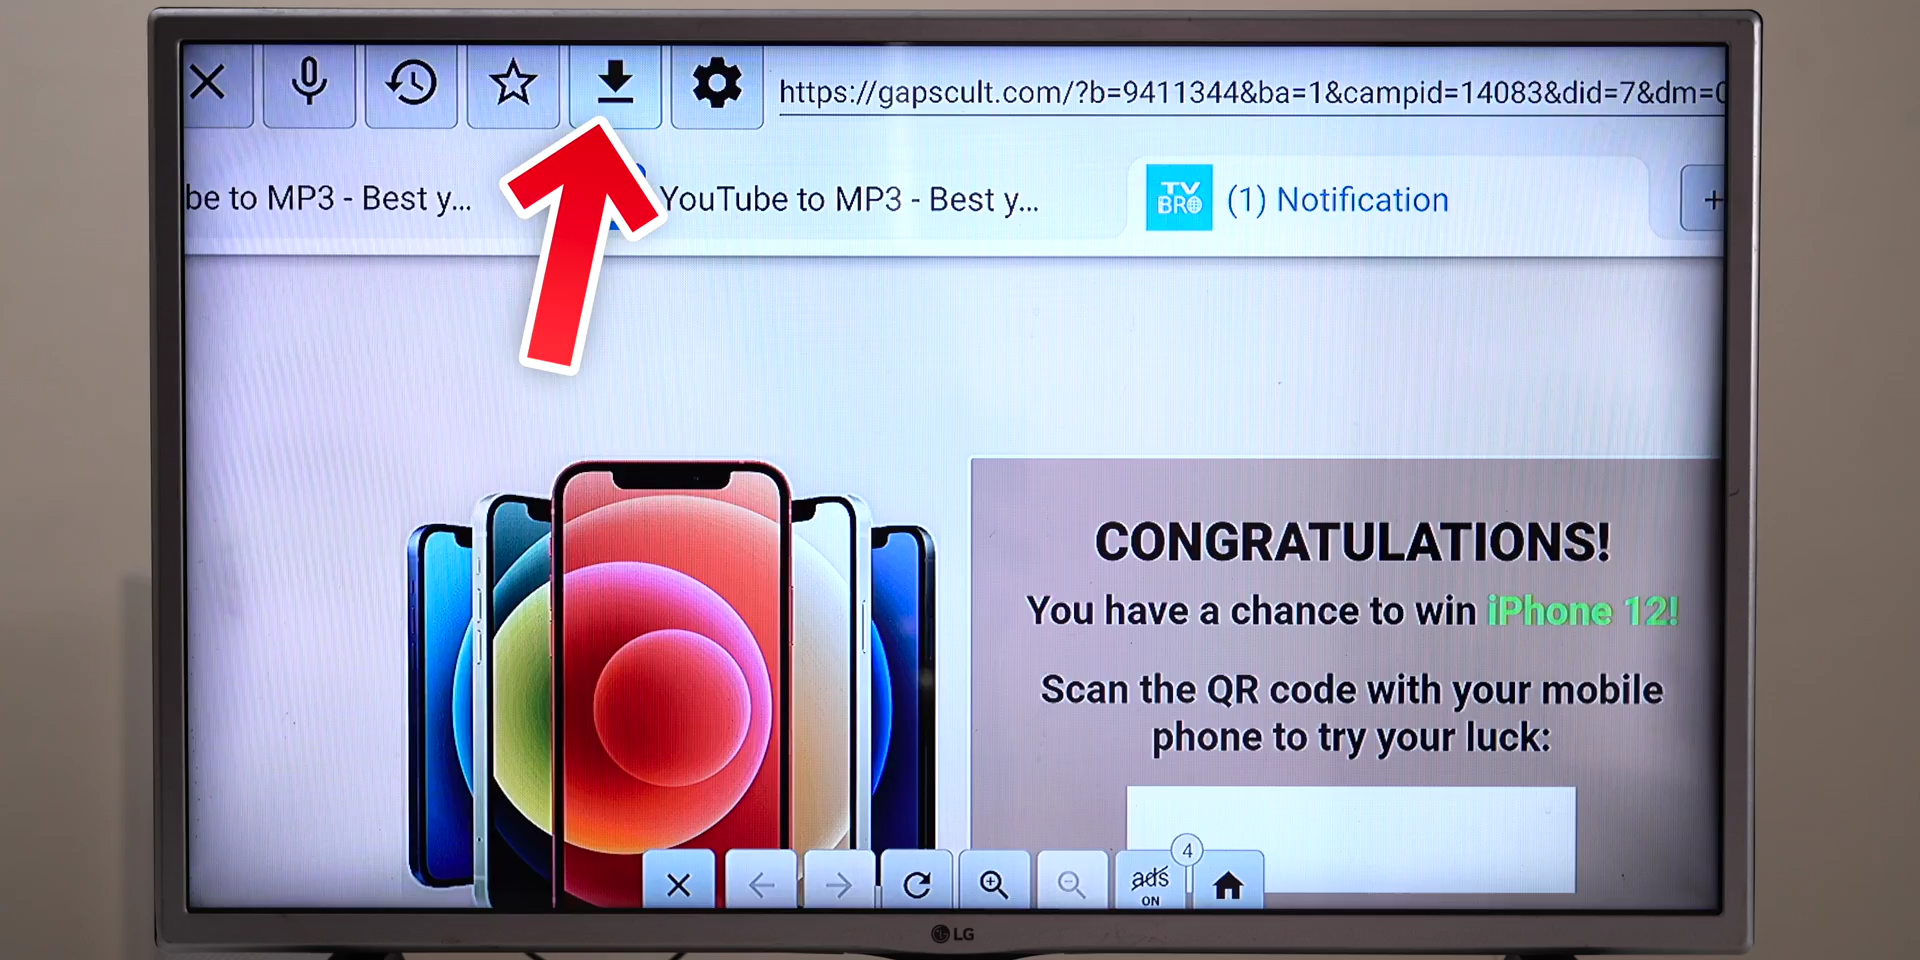 https://gapscult.com/?b=9411344&ba=1&campid=14083&did=7&dm=
be to MP3 - Best y...
YouTube to MP3 - Best y...
TV
BRO
(1) Notification
+
CONGRATULATIONS!
You have a chance to win iPhone 12!
Scan the QR code with your mobile
phone to try your luck:
4
ads
ON
LG